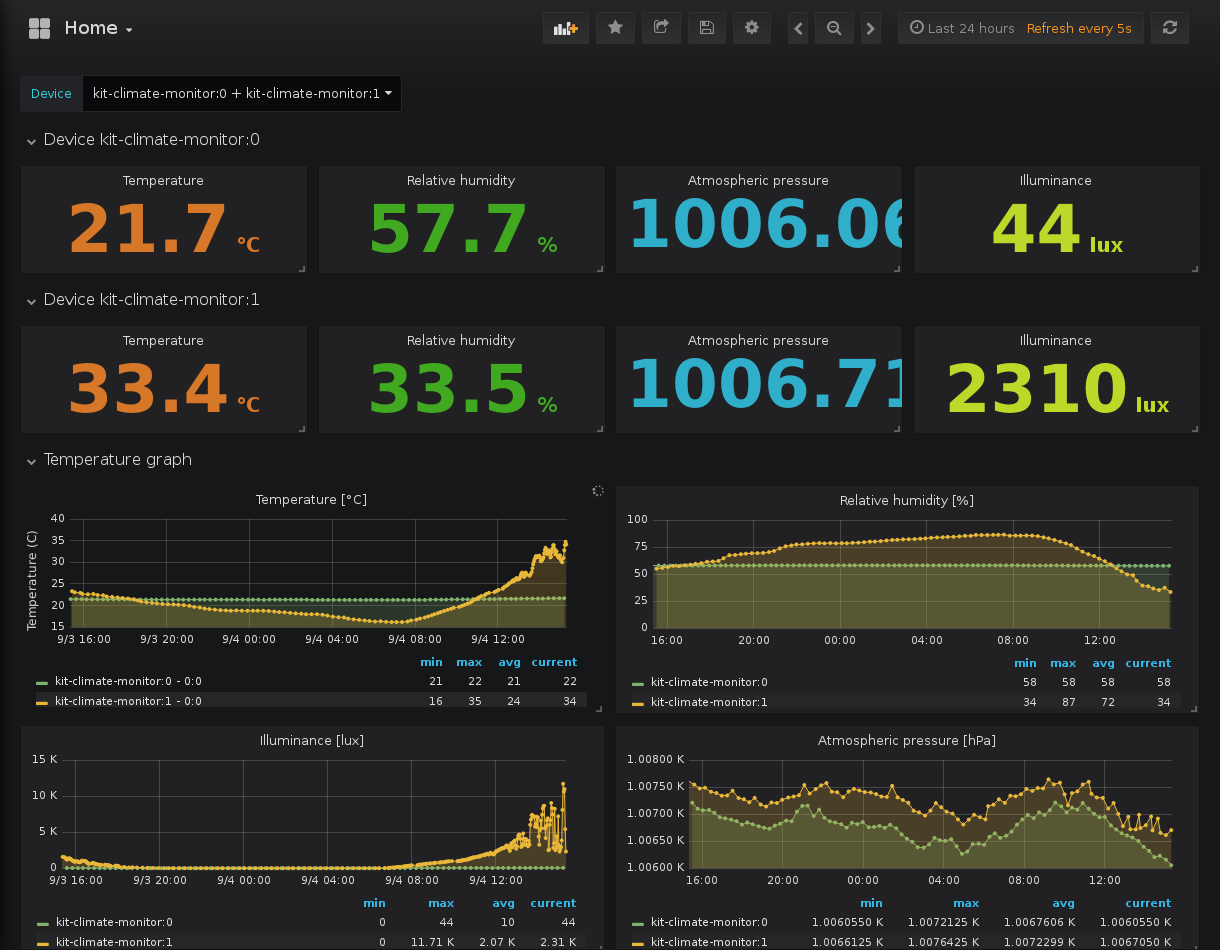 Home
Last 24 hours Refresh every 5s
Device kit-climate-monitor:0 + kit-climate-monitor:1
Device kit-climate-monitor:0
Temperature Relative humidity Atmospheric pressure Illuminance
21.7 °C 57.7 % 1006.06 44 lux
Device kit-climate-monitor:1
Temperature Relative humidity Atmospheric pressure Illuminance
33.4 °C 33.5 % 1006.71 2310 lux
Temperature graph
Temperature [°C]
Temperature (C)
40
35
30
25
20
15
9/3 16:00 9/3 20:00 9/4 00:00 9/4 04:00 9/4 08:00 9/4 12:00
min max avg current
kit-climate-monitor:0 - 0:0 21 22 21 22
kit-climate-monitor:1 - 0:0 16 35 24 34
Relative humidity [%]
100
75
50
25
0
16:00 20:00 00:00 04:00 08:00 12:00
min max avg current
kit-climate-monitor:0 58 58 58 58
kit-climate-monitor:1 34 87 72 34
Illuminance [lux]
15 K
10 K
5 K
0
9/3 16:00 9/3 20:00 9/4 00:00 9/4 04:00 9/4 08:00 9/4 12:00
min max avg current
kit-climate-monitor:0 0 44 10 44
kit-climate-monitor:1 0 11.71 K 2.07 K 2.31 K
Atmospheric pressure [hPa]
1.00800 K
1.00750 K
1.00700 K
1.00650 K
1.00600 K
16:00 20:00 00:00 04:00 08:00 12:00
min max avg current
kit-climate-monitor:0 1.0060550 K 1.0072125 K 1.0067606 K 1.0060550 K
kit-climate-monitor:1 1.0066125 K 1.0076425 K 1.0072299 K 1.0067050 K